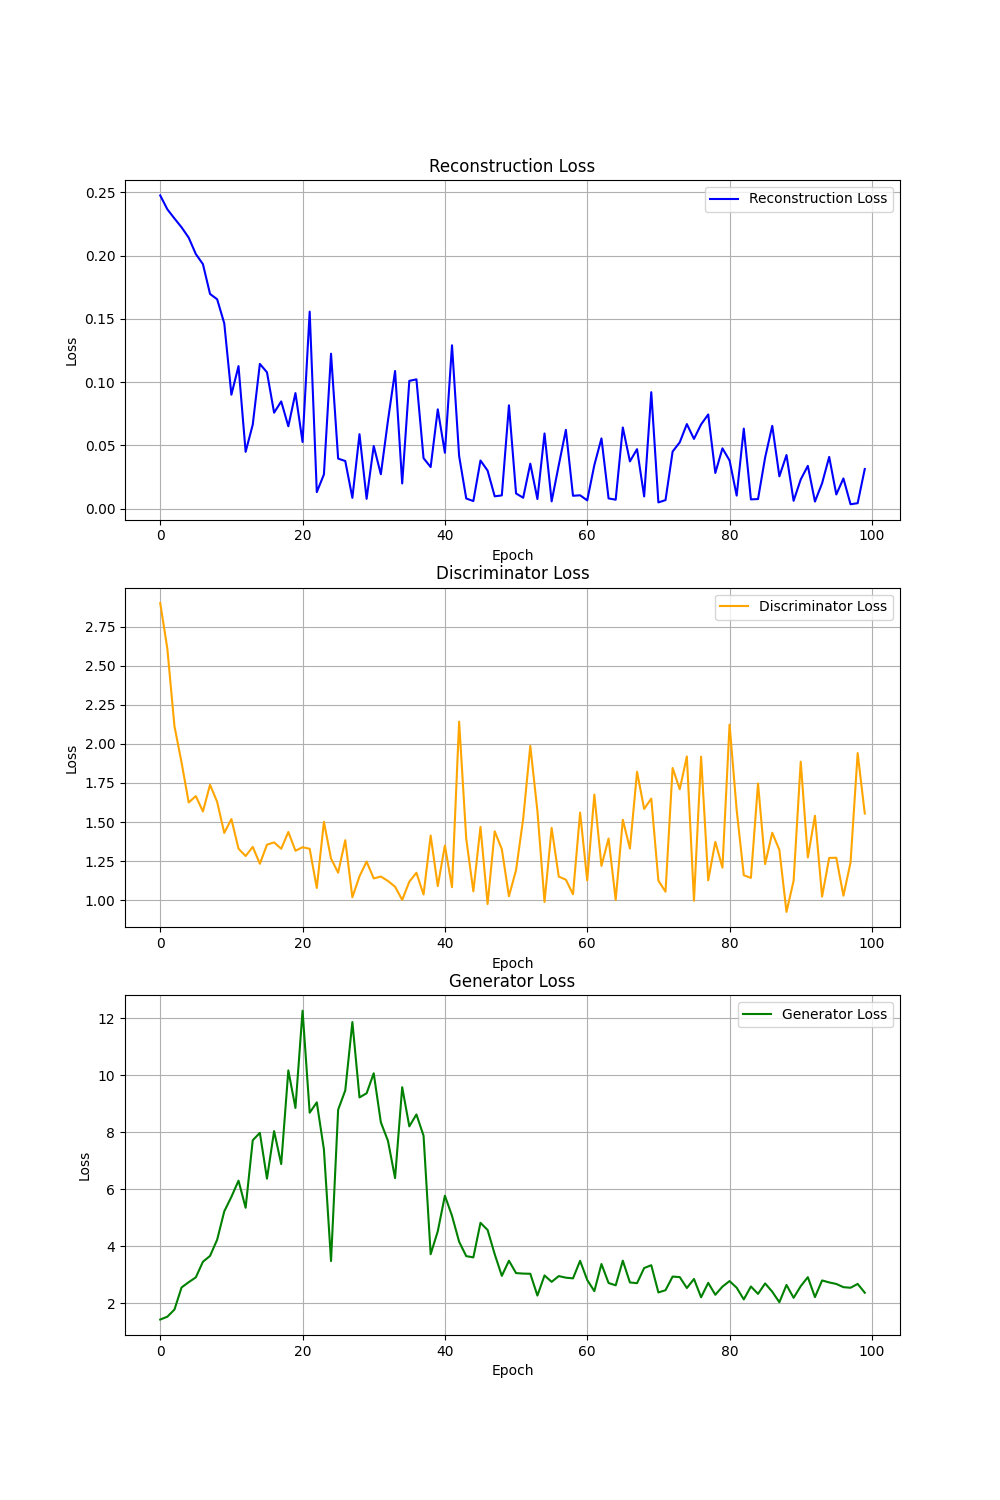 Reconstruction Loss
Reconstruction Loss
0.25
0.20
0.15
0.10
0.05
0.00
Loss
0 20 40 60 80 100
Epoch
Discriminator Loss
Discriminator Loss
2.75
2.50
2.25
2.00
1.75
1.50
1.25
1.00
Loss
0 20 40 60 80 100
Epoch
Generator Loss
Generator Loss
12
10
8
6
4
2
Loss
0 20 40 60 80 100
Epoch